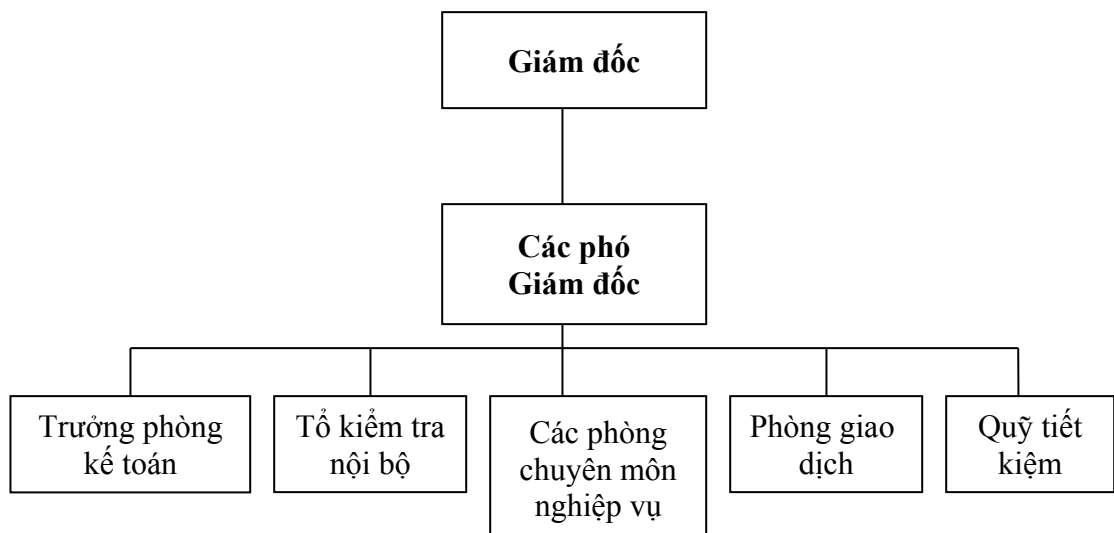 Giám đốc
Các phó
Giám đốc
Trưởng phòng
kế toán
Tổ kiểm tra
nội bộ
Các phòng
chuyên môn
nghiệp vụ
Phòng giao
dịch
Quỹ tiết
kiệm